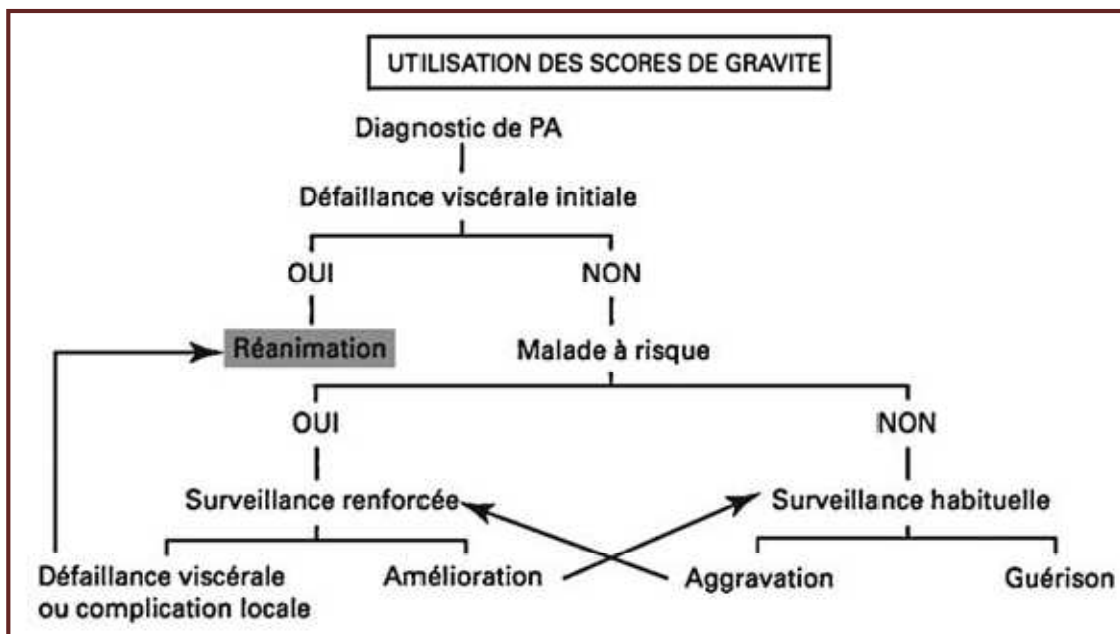 UTILISATION DES SCORES DE GRAVITE
Diagnostic de PA
Défaillance viscérale initiale
OUI
NON
Réanimation
Malade à risque
OUI
NON
Surveillance renforcée
Surveillance habituelle
Défaillance viscérale
ou complication locale
Amélioration
Aggravation
Guérison